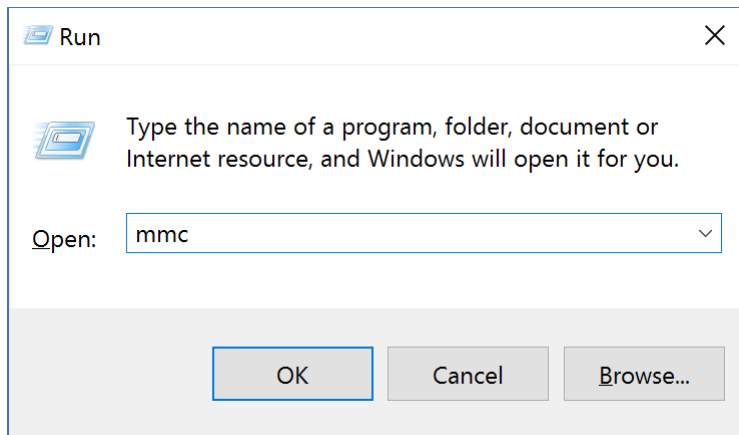 Run
Type the name of a program, folder, document or
Internet resource, and Windows will open it for you.
Open: mmc
OK Cancel Browse...